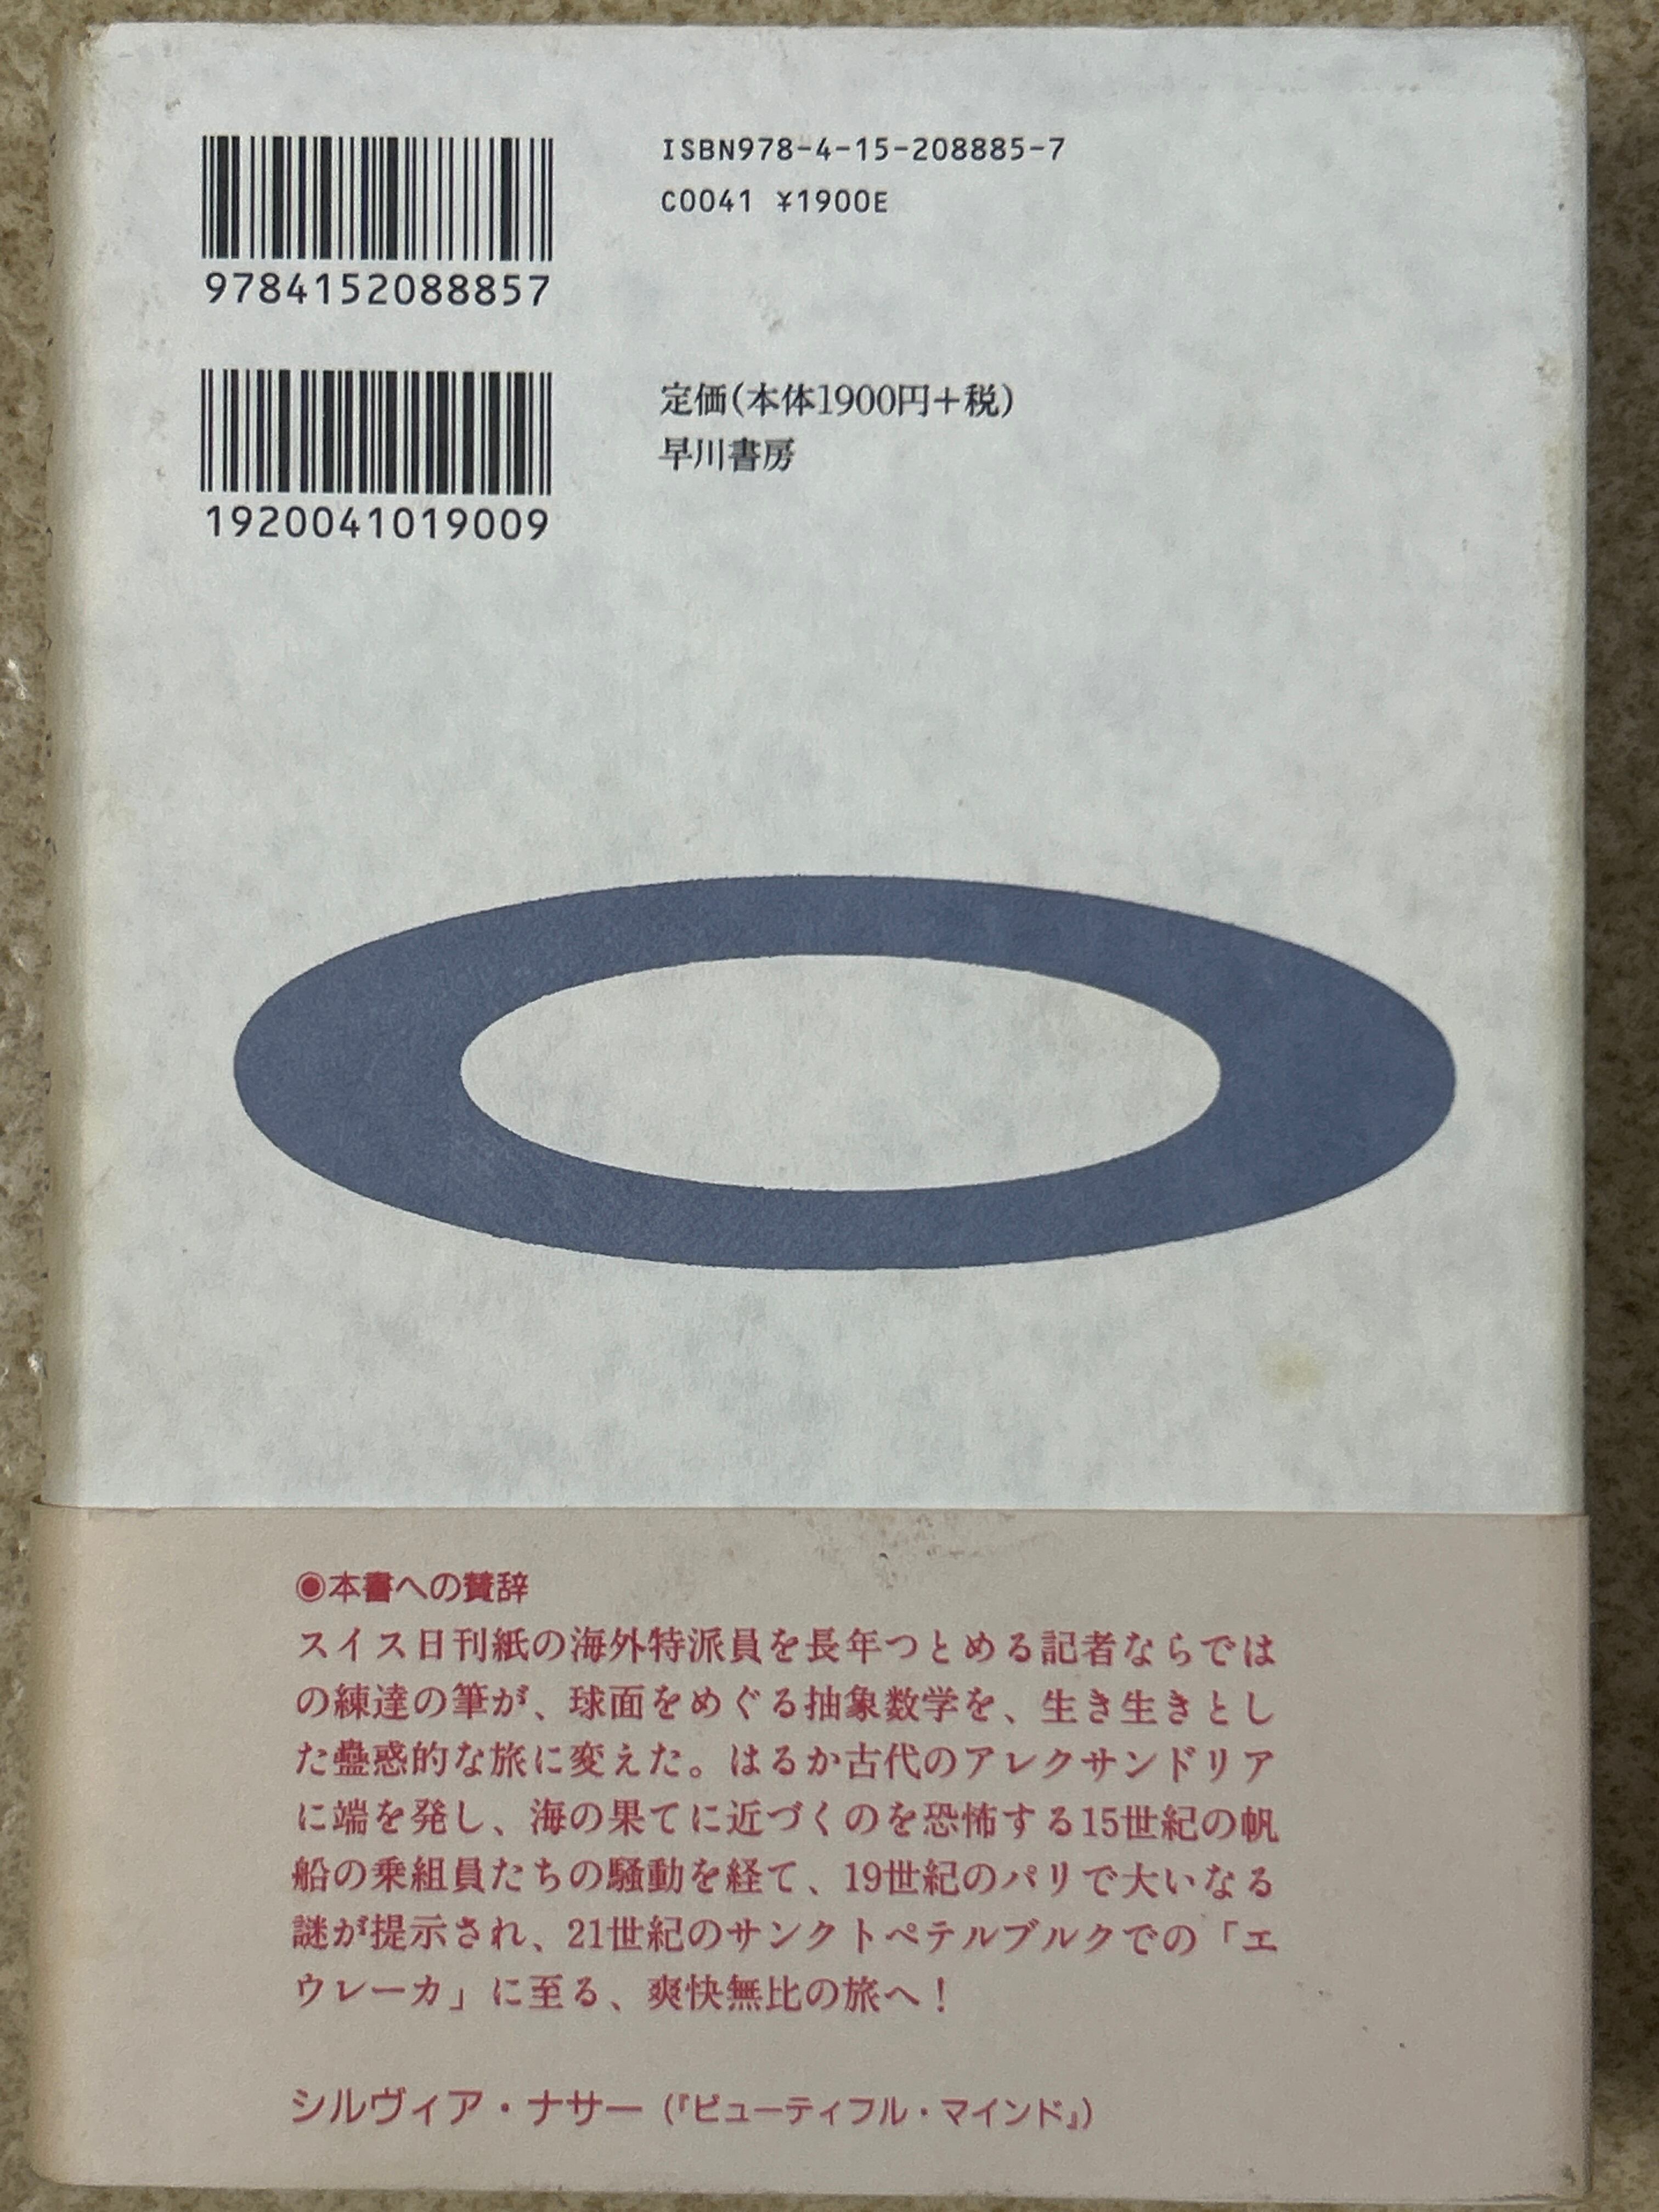 ISBN978-4-15-208885-7
C0041 ¥1900E
9784152088857
定価(本体1900円+税)
早川書房
1920041019009
◉本書への賛辞
スイス日刊紙の海外特派員を長年つとめる記者ならでは
の練達の筆が、球面をめぐる抽象数学を、生き生きとし
た蠱惑的な旅に変えた。はるか古代のアレクサンドリア
に端を発し、海の果てに近づくのを恐怖する15世紀の帆
船の乗組員たちの騒動を経て、19世紀のパリで大いなる
謎が提示され、21世紀のサンクトペテルブルクでの「エ
ウレーカ」に至る、爽快無比の旅へ！
シルヴィア・ナサー（『ビューティフル・マインド』）